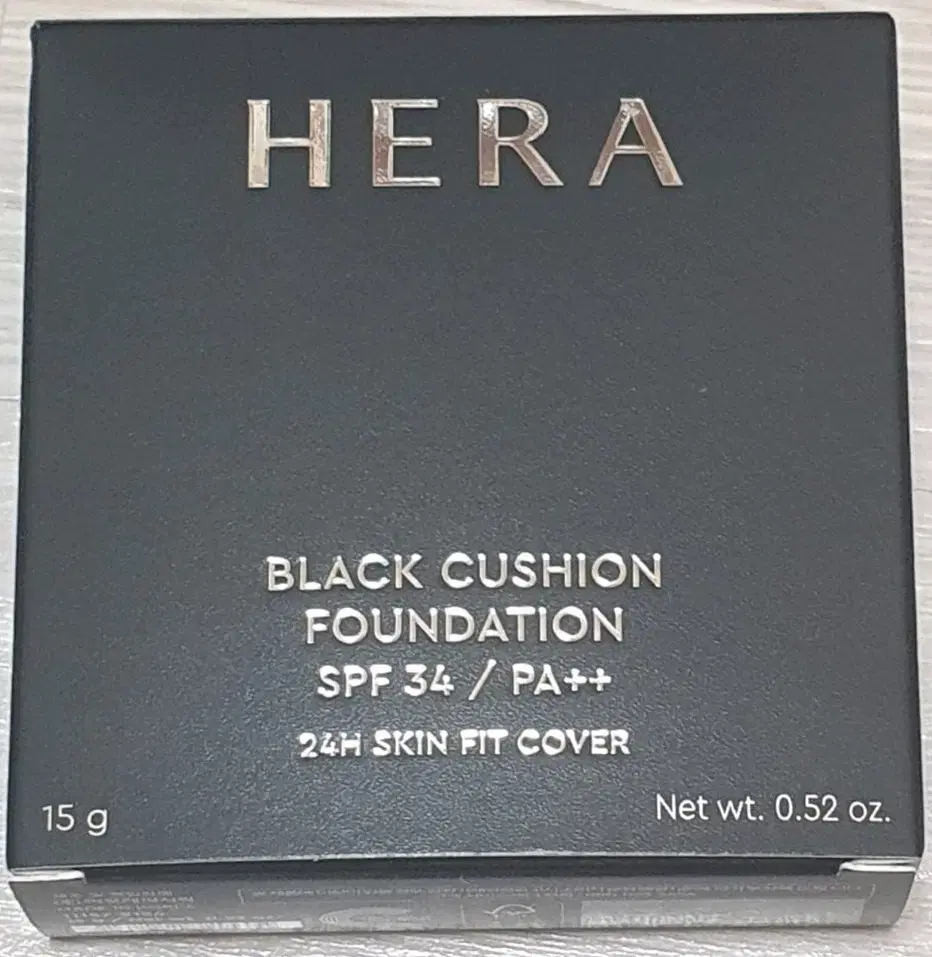 HERA
BLACK CUSHION
FOUNDATION
SPF 34 / PA++
24H SKIN FIT COVER
15 g
Net wt. 0.52 oz.